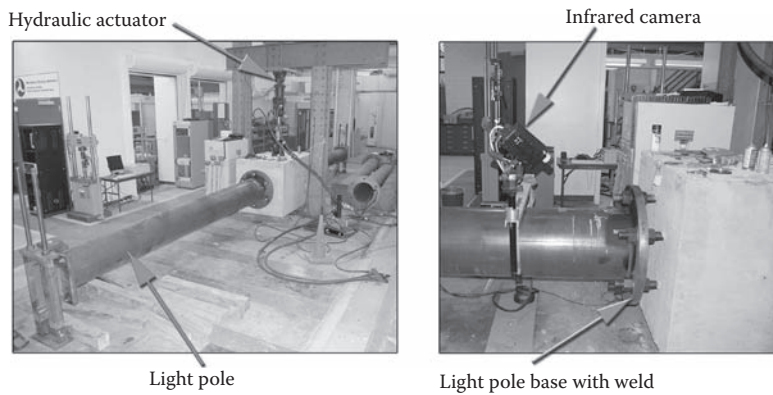 Hydraulic actuator
Infrared camera
Light pole
Light pole base with weld